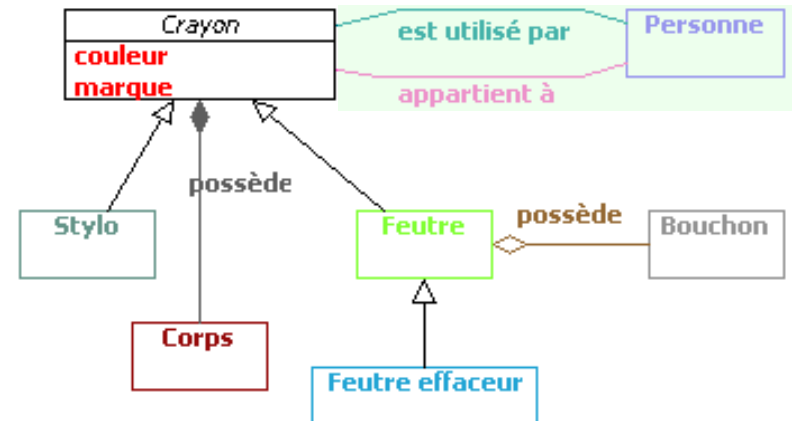 Crayon
couleur
marque
est utilisé par
Personne
appartient à
possède
Stylo
Feutre
possède
Bouchon
Corps
Feutre effaceur